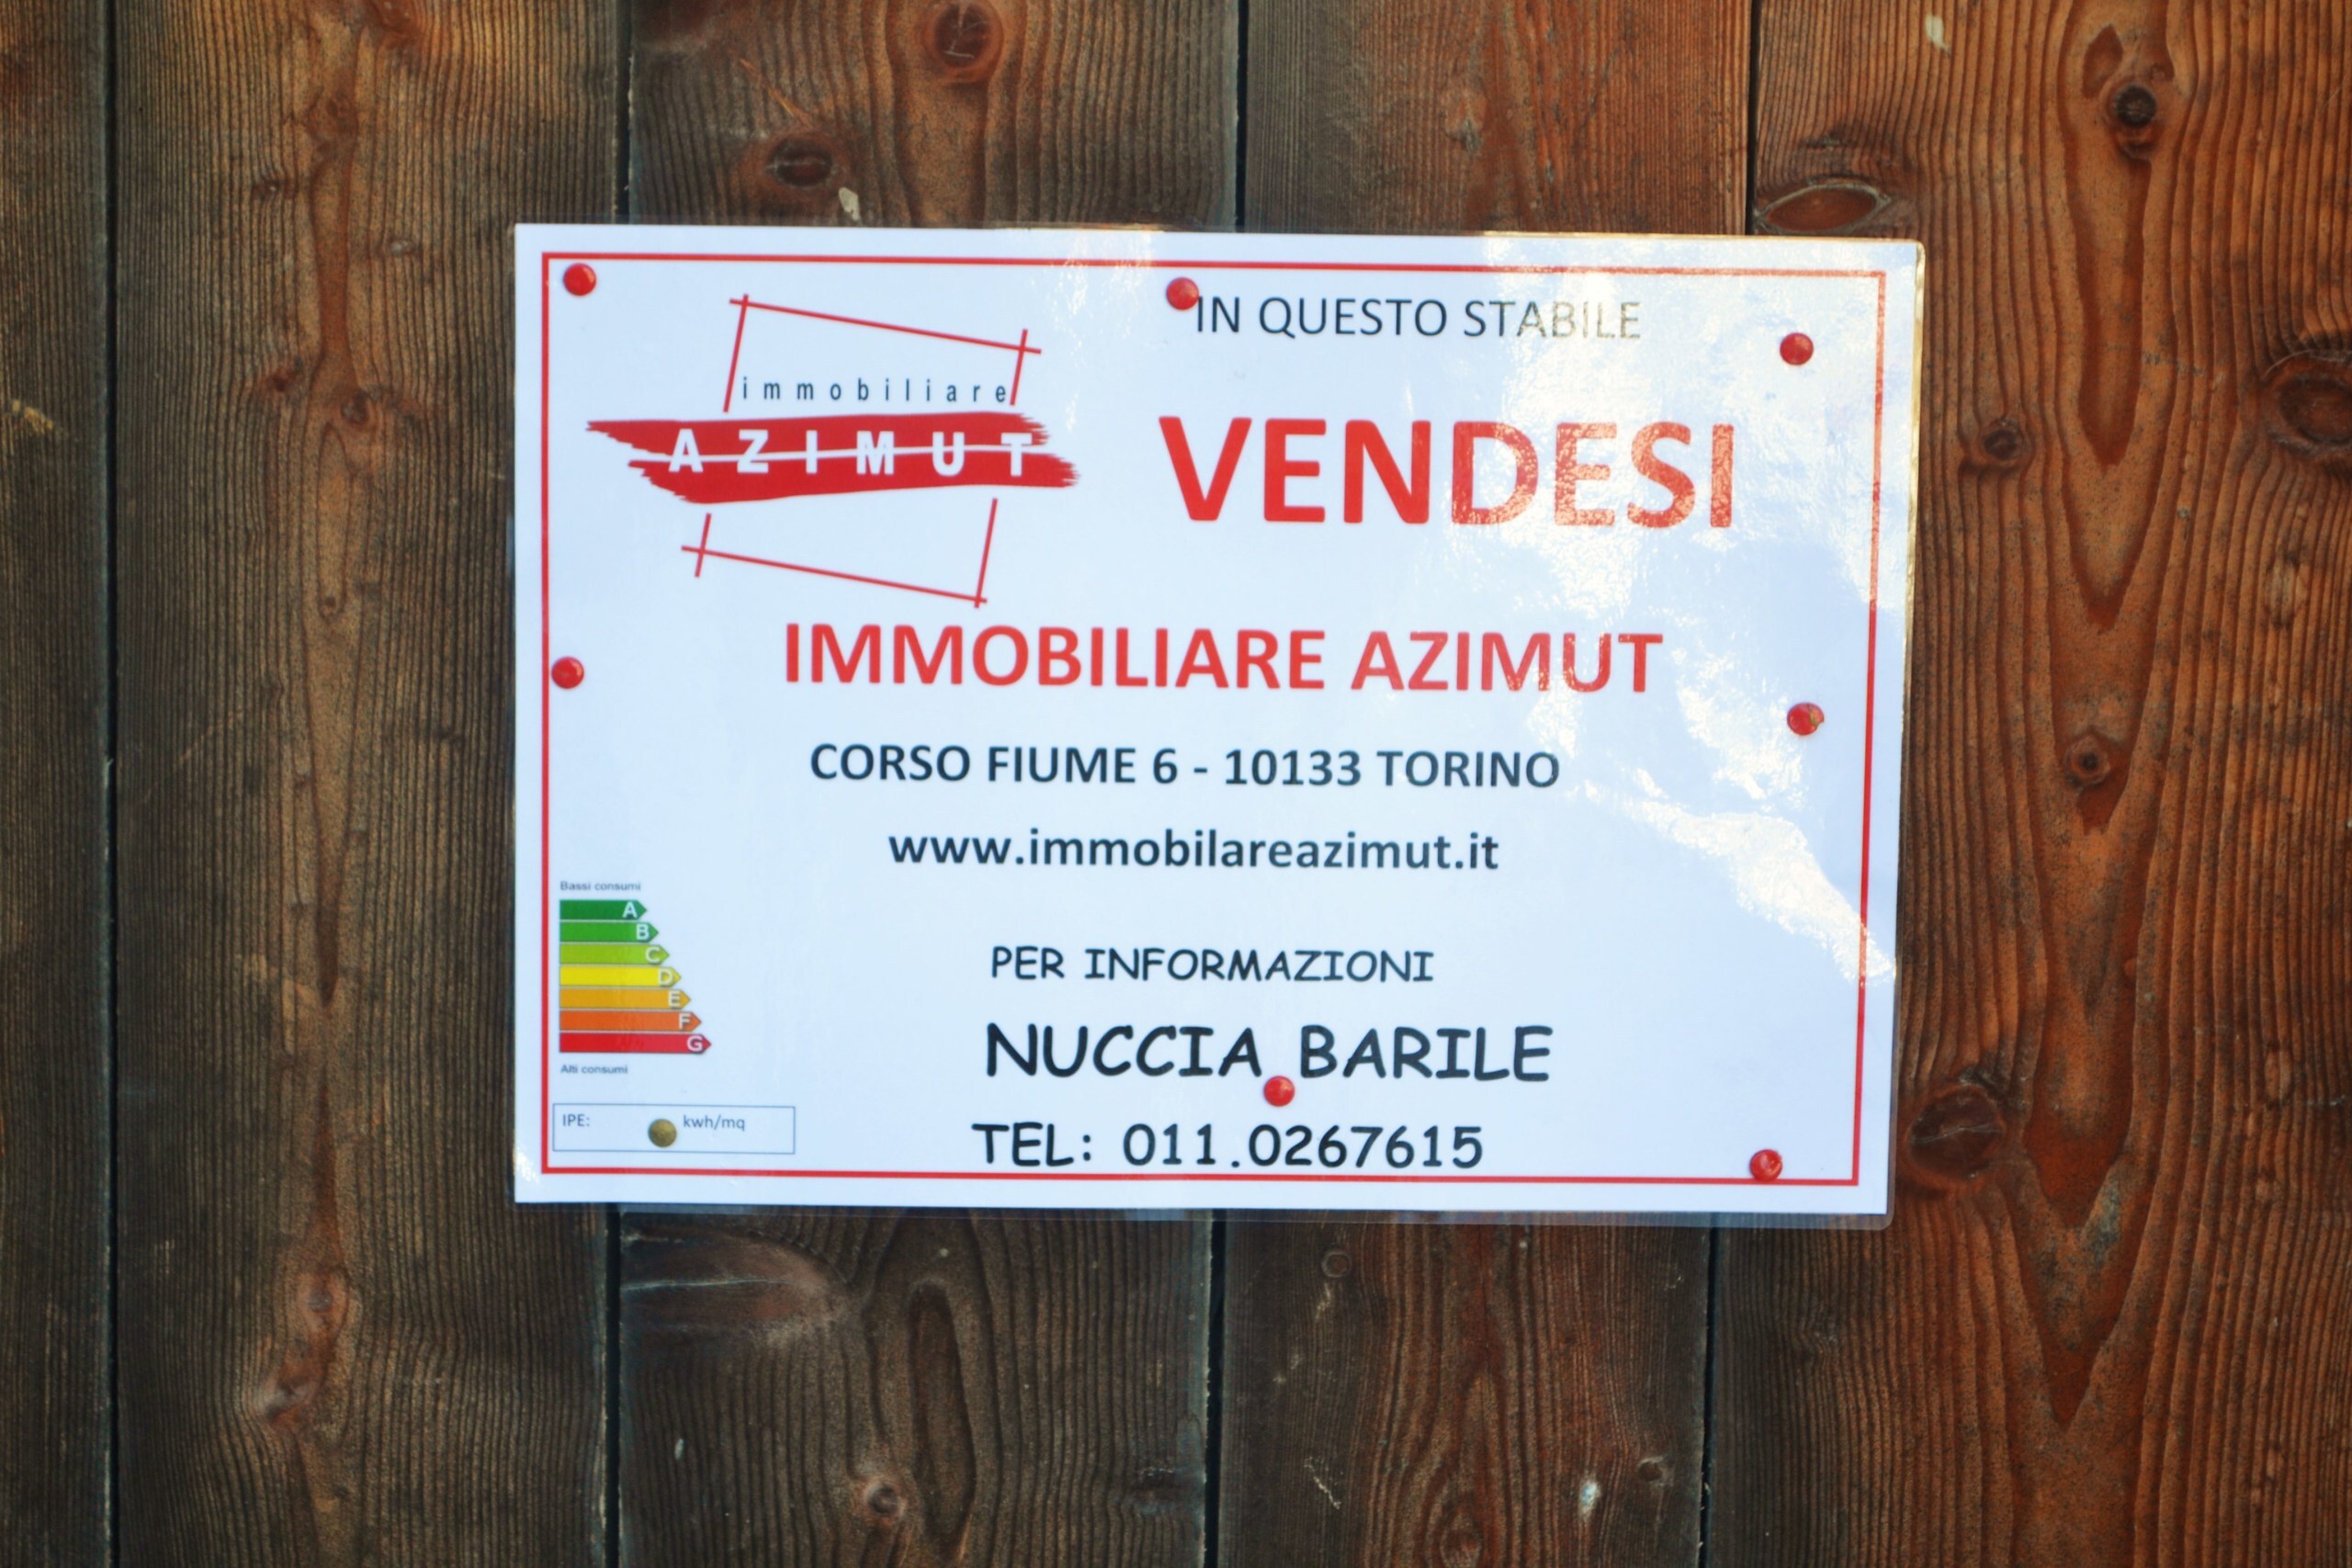 immobiliare
AZIMUT
IN QUESTO STABILE
VENDESI
IMMOBILIARE AZIMUT
CORSO FIUME 6 - 10133 TORINO
www.immobilareazimut.it
Bassi consumi
A
B
C
D
E
F
G
Alti consumi
IPE: kwh/mq
PER INFORMAZIONI
NUCCIA BARILE
TEL: 011.0267615